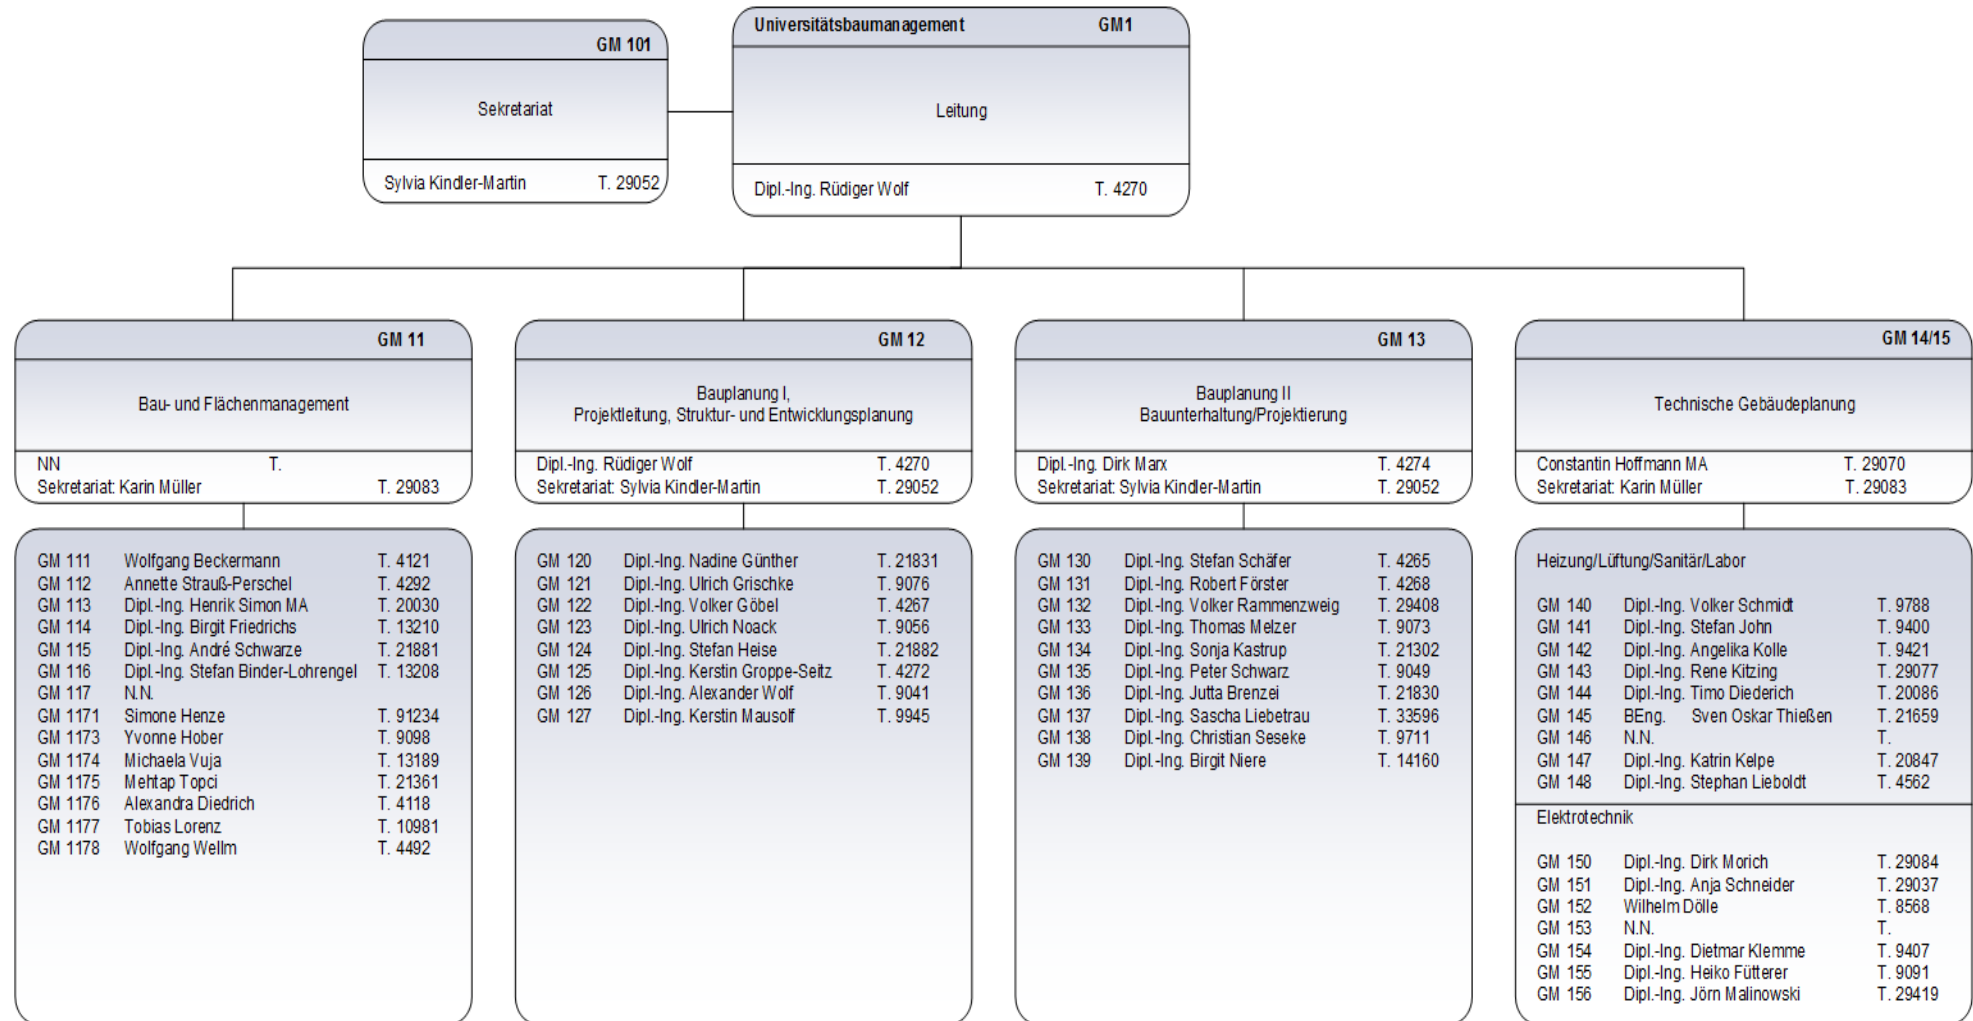 GM 101
Sekretariat
Sylvia Kindler-Martin T. 29052
Universitätsbaumanagement GM1
Leitung
Dipl.-Ing. Rüdiger Wolf T. 4270
GM 11
Bau- und Flächenmanagement
NN T.
Sekretariat: Karin Müller T. 29083
GM 111 Wolfgang Beckermann T. 4121
GM 112 Annette Strauß-Perschel T. 4292
GM 113 Dipl.-Ing. Henrik Simon MA T. 20030
GM 114 Dipl.-Ing. Birgit Friedrichs T. 13210
GM 115 Dipl.-Ing. André Schwarze T. 21881
GM 116 Dipl.-Ing. Stefan Binder-Lohrengel T. 13208
GM 117 N.N.
GM 1171 Simone Henze T. 91234
GM 1173 Yvonne Hober T. 9098
GM 1174 Michaela Vuja T. 13189
GM 1175 Mehtap Topci T. 21361
GM 1176 Alexandra Diedrich T. 4118
GM 1177 Tobias Lorenz T. 10981
GM 1178 Wolfgang Wellm T. 4492
GM 12
Bauplanung I,
Projektleitung, Struktur- und Entwicklungsplanung
Dipl.-Ing. Rüdiger Wolf T. 4270
Sekretariat: Sylvia Kindler-Martin T. 29052
GM 120 Dipl.-Ing. Nadine Günther T. 21831
GM 121 Dipl.-Ing. Ulrich Grischke T. 9076
GM 122 Dipl.-Ing. Volker Göbel T. 4267
GM 123 Dipl.-Ing. Ulrich Noack T. 9056
GM 124 Dipl.-Ing. Stefan Heise T. 21882
GM 125 Dipl.-Ing. Kerstin Groppe-Seitz T. 4272
GM 126 Dipl.-Ing. Alexander Wolf T. 9041
GM 127 Dipl.-Ing. Kerstin Mausolf T. 9945
GM 13
Bauplanung II
Bauunterhaltung/Projektierung
Dipl.-Ing. Dirk Marx T. 4274
Sekretariat: Sylvia Kindler-Martin T. 29052
GM 130 Dipl.-Ing. Stefan Schäfer T. 4265
GM 131 Dipl.-Ing. Robert Förster T. 4268
GM 132 Dipl.-Ing. Volker Rammenzweig T. 29408
GM 133 Dipl.-Ing. Thomas Melzer T. 9073
GM 134 Dipl.-Ing. Sonja Kastrup T. 21302
GM 135 Dipl.-Ing. Peter Schwarz T. 9049
GM 136 Dipl.-Ing. Jutta Brenzei T. 21830
GM 137 Dipl.-Ing. Sascha Liebetrau T. 33596
GM 138 Dipl.-Ing. Christian Seseke T. 9711
GM 139 Dipl.-Ing. Birgit Niere T. 14160
GM 14/15
Technische Gebäudeplanung
Constantin Hoffmann MA T. 29070
Sekretariat: Karin Müller T. 29083
Heizung/Lüftung/Sanitär/Labor
GM 140 Dipl.-Ing. Volker Schmidt T. 9788
GM 141 Dipl.-Ing. Stefan John T. 9400
GM 142 Dipl.-Ing. Angelika Kolle T. 9421
GM 143 Dipl.-Ing. Rene Kitzing T. 29077
GM 144 Dipl.-Ing. Timo Diederich T. 20086
GM 145 BEng. Sven Oskar Thießen T. 21659
GM 146 N.N. T.
GM 147 Dipl.-Ing. Katrin Kelpe T. 20847
GM 148 Dipl.-Ing. Stephan Lieboldt T. 4562
Elektrotechnik
GM 150 Dipl.-Ing. Dirk Morich T. 29084
GM 151 Dipl.-Ing. Anja Schneider T. 29037
GM 152 Wilhelm Dölle T. 8568
GM 153 N.N. T.
GM 154 Dipl.-Ing. Dietmar Klemme T. 9407
GM 155 Dipl.-Ing. Heiko Fütterer T. 9091
GM 156 Dipl.-Ing. Jörn Malinowski T. 29419